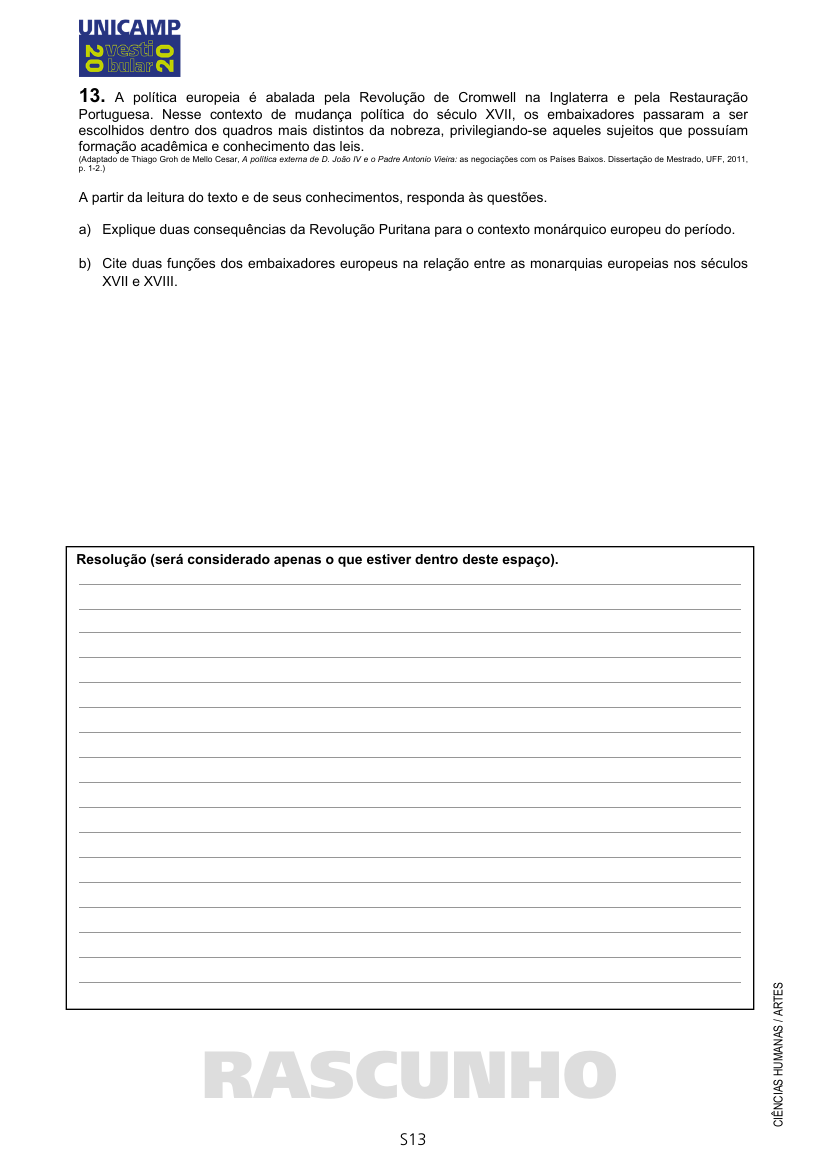 UNICAMP
20 vestibular 20
13. A política europeia é abalada pela Revolução de Cromwell na Inglaterra e pela Restauração
Portuguesa. Nesse contexto de mudança política do século XVII, os embaixadores passaram a ser
escolhidos dentro dos quadros mais distintos da nobreza, privilegiando-se aqueles sujeitos que possuíam
formação acadêmica e conhecimento das leis.
(Adaptado de Thiago Groh de Mello Cesar, A política externa de D. João IV e o Padre Antonio Vieira: as negociações com os Países Baixos. Dissertação de Mestrado, UFF, 2011,
p. 1-2.)
A partir da leitura do texto e de seus conhecimentos, responda às questões.
a) Explique duas consequências da Revolução Puritana para o contexto monárquico europeu do período.
b) Cite duas funções dos embaixadores europeus na relação entre as monarquias europeias nos séculos
XVII e XVIII.
Resolução (será considerado apenas o que estiver dentro deste espaço).
CIÊNCIAS HUMANAS / ARTES
RASCUNHO
S13